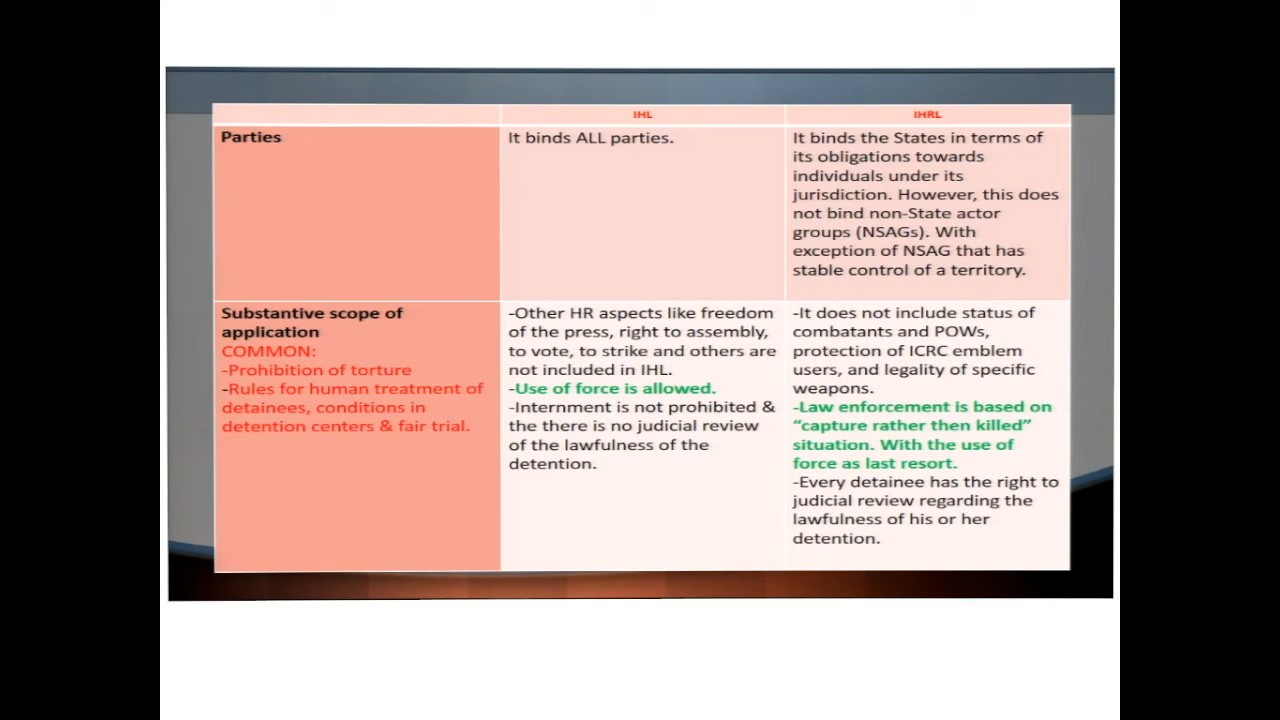 IHL
IHRL
Parties
It binds ALL parties.
It binds the States in terms of
its obligations towards
individuals under its
jurisdiction. However, this does
not bind non-State actor
groups (NSAGs). With
exception of NSAG that has
stable control of a territory.
Substantive scope of
application
COMMON:
-Prohibition of torture
-Rules for human treatment of
detainees, conditions in
detention centers & fair trial.
-Other HR aspects like freedom
of the press, right to assembly,
to vote, to strike and others are
not included in IHL.
-Use of force is allowed.
-Internment is not prohibited &
the there is no judicial review
of the lawfulness of the
detention.
-It does not include status of
combatants and POWs,
protection of ICRC emblem
users, and legality of specific
weapons.
-Law enforcement is based on
“capture rather then killed”
situation. With the use of
force as last resort.
-Every detainee has the right to
judicial review regarding the
lawfulness of his or her
detention.